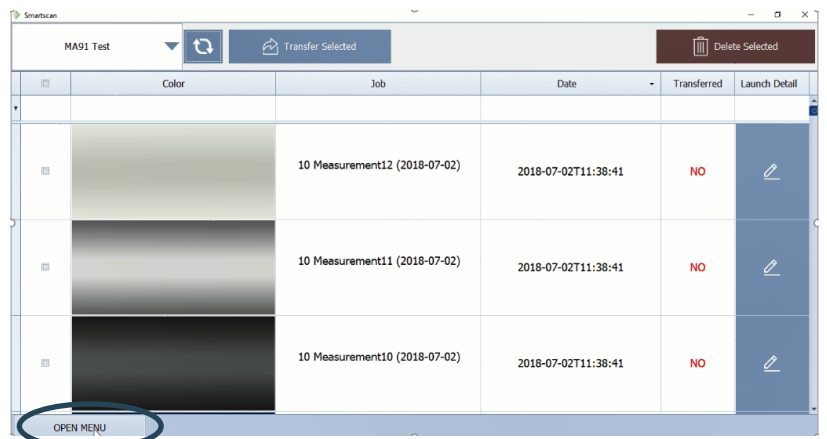 Smartscan
MA91 Test
Transfer Selected
Delete Selected
Color Job Date Transferred Launch Detail
10 Measurement12 (2018-07-02) 2018-07-02T11:38:41 NO
10 Measurement11 (2018-07-02) 2018-07-02T11:38:41 NO
10 Measurement10 (2018-07-02) 2018-07-02T11:38:41 NO
OPEN MENU